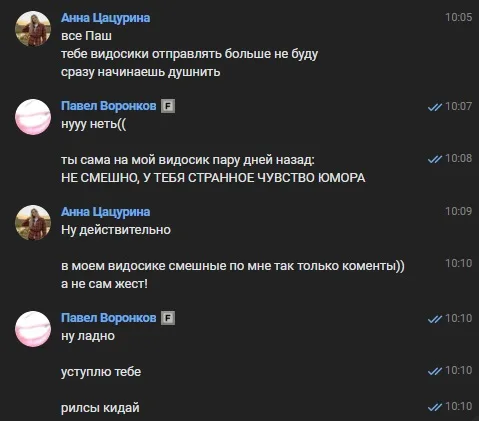 Анна Цацурина 10:05
все Паш
тебе видосики отправлять больше не буду
сразу начинаешь душнить
Павел Воронков F 10:07
нууу неть((
ты сама на мой видосик пару дней назад: 10:08
НЕ СМЕШНО, У ТЕБЯ СТРАННОЕ ЧУВСТВО ЮМОРА
Анна Цацурина 10:09
Ну действительно
в моем видосике смешные по мне так только коменты)) 10:10
а не сам жест!
Павел Воронков F 10:10
ну ладно
уступлю тебе 10:10
рилсы кидай 10:10